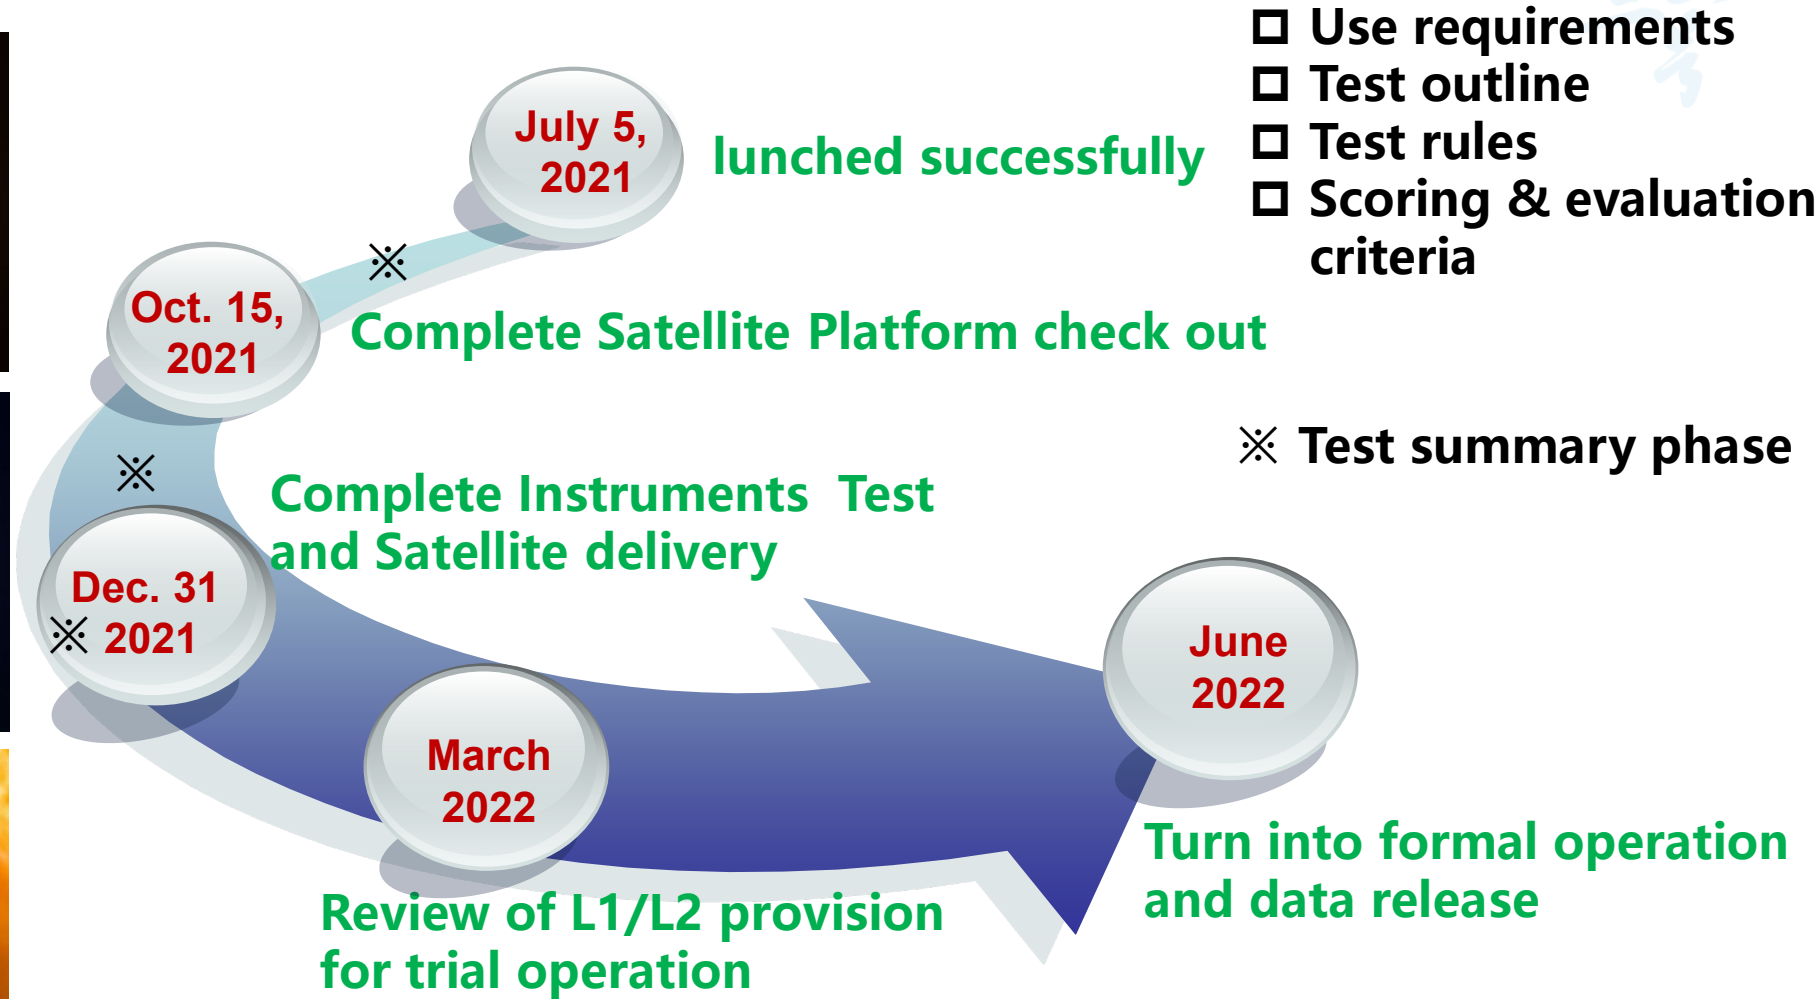 □ Use requirements
□ Test outline
□ Test rules
□ Scoring & evaluation
criteria
July 5,
2021
lunched successfully
※
Oct. 15,
2021
Complete Satellite Platform check out
※ Test summary phase
※
Complete Instruments  Test
and Satellite delivery
Dec. 31
※ 2021
March
2022
Review of L1/L2 provision
for trial operation
June
2022
Turn into formal operation
and data release